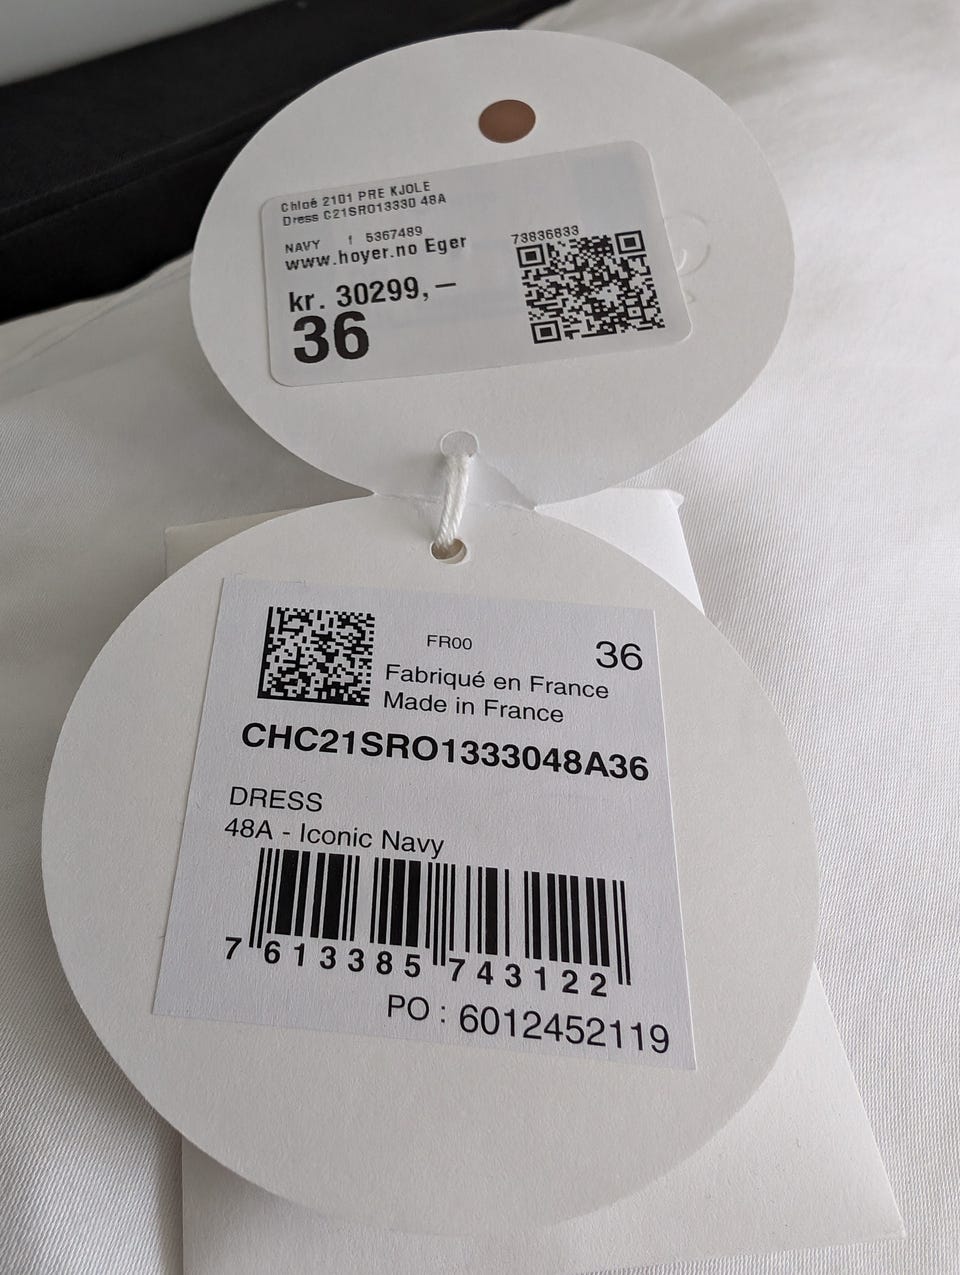 Chloé 2101 PRE KJOLE
Dress C21SRO13330 48A
NAVY f 5367489
www.hoyer.no Eger
73836833
kr. 30299,–
36
FR00
36
Fabriqué en France
Made in France
CHC21SRO1333048A36
DRESS
48A - Iconic Navy
7 613385 743122
PO : 6012452119